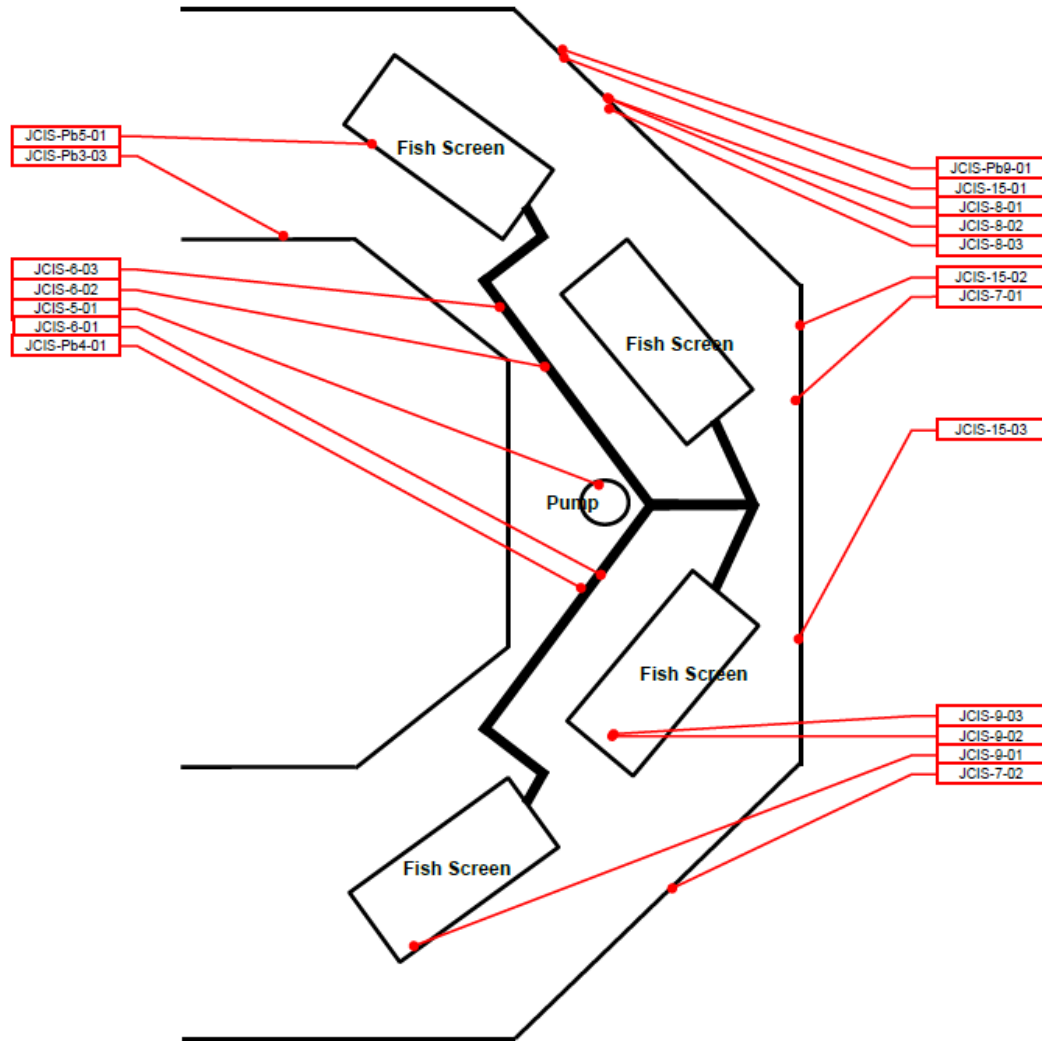 JCIS-Pb5-01
JCIS-Pb3-03
JCIS-6-03
JCIS-6-02
JCIS-5-01
JCIS-6-01
JCIS-Pb4-01
Fish Screen
Fish Screen
Pump
Fish Screen
Fish Screen
JCIS-Pb9-01
JCIS-15-01
JCIS-8-01
JCIS-8-02
JCIS-8-03
JCIS-15-02
JCIS-7-01
JCIS-15-03
JCIS-9-03
JCIS-9-02
JCIS-9-01
JCIS-7-02